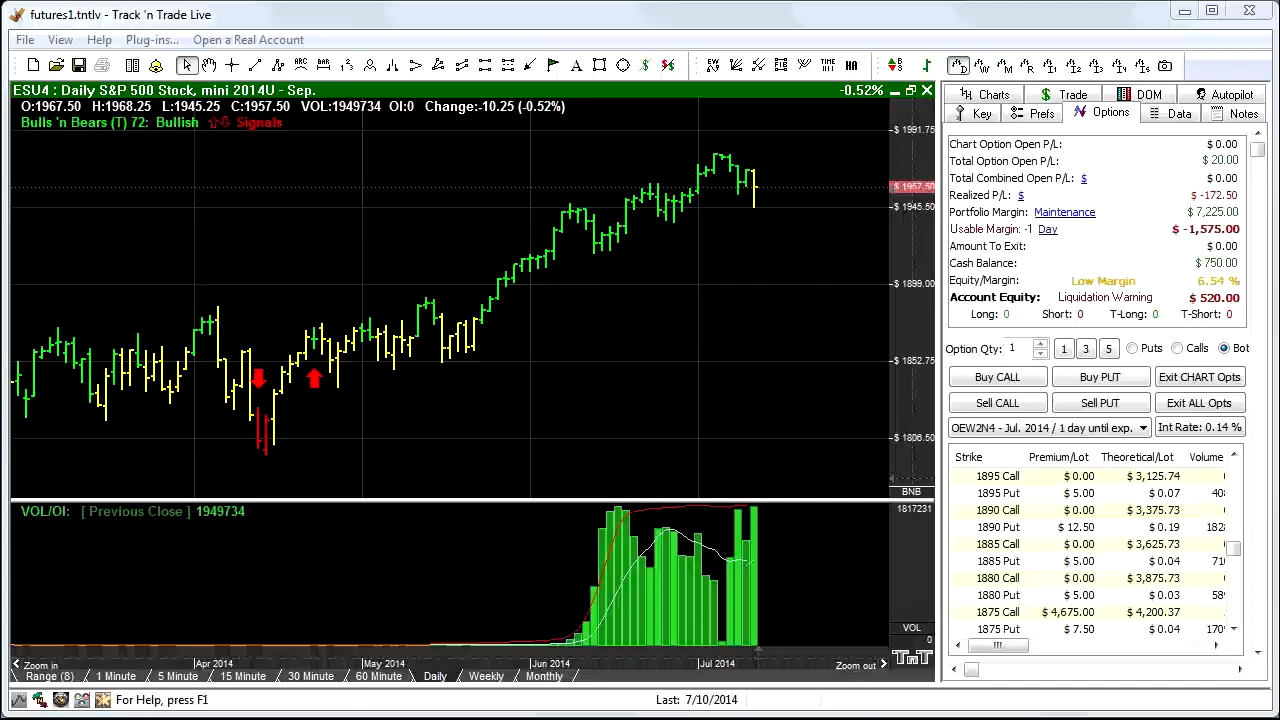 futures1.tntlv - Track 'n Trade Live
File View Help Plug-ins... Open a Real Account
ESU4 : Daily S&P 500 Stock, mini 2014U - Sep. -0.52%
O:1967.50 H:1968.25 L:1945.25 C:1957.50 VOL:1949734 OI:0 Change:-10.25 (-0.52%)
Bulls 'n Bears (T) 72: Bullish Signals
$ 1991.75
$ 1957.50
$ 1945.50
$ 1899.00
$ 1852.75
$ 1806.50
BNB
VOL/OI: [ Previous Close ] 1949734
1817231
VOL
0
Zoom in Apr 2014 May 2014 Jun 2014 Jul 2014 Zoom out
Range (8) 1 Minute 5 Minute 15 Minute 30 Minute 60 Minute Daily Weekly Monthly
For Help, press F1 Last: 7/10/2014
Charts Trade DOM Autopilot
Key Prefs Options Data Notes
Chart Option Open P/L: $ 0.00
Total Option Open P/L: $ 20.00
Total Combined Open P/L: $ $ 0.00
Realized P/L: $ $ -172.50
Portfolio Margin: Maintenance $ 7,225.00
Usable Margin: -1 Day $ -1,575.00
Amount To Exit: $ 0.00
Cash Balance: $ 750.00
Equity/Margin: Low Margin 6.54 %
Account Equity: Liquidation Warning $ 520.00
Long: 0 Short: 0 T-Long: 0 T-Short: 0
Option Qty: 1 1 3 5 Puts Calls Bot
Buy CALL Buy PUT Exit CHART Opts
Sell CALL Sell PUT Exit ALL Opts
OEW2N4 - Jul. 2014 / 1 day until exp. Int Rate: 0.14 %
Strike Premium/Lot Theoretical/Lot Volume
1895 Call $ 0.00 $ 3,125.74
1895 Put $ 5.00 $ 0.07
1890 Call $ 0.00 $ 3,375.73
1890 Put $ 12.50 $ 0.19 1828
1885 Call $ 0.00 $ 3,625.73
1885 Put $ 5.00 $ 0.04
1880 Call $ 0.00 $ 3,875.73
1880 Put $ 5.00 $ 0.03
1875 Call $ 4,675.00 $ 4,200.37
1875 Put $ 7.50 $ 0.04